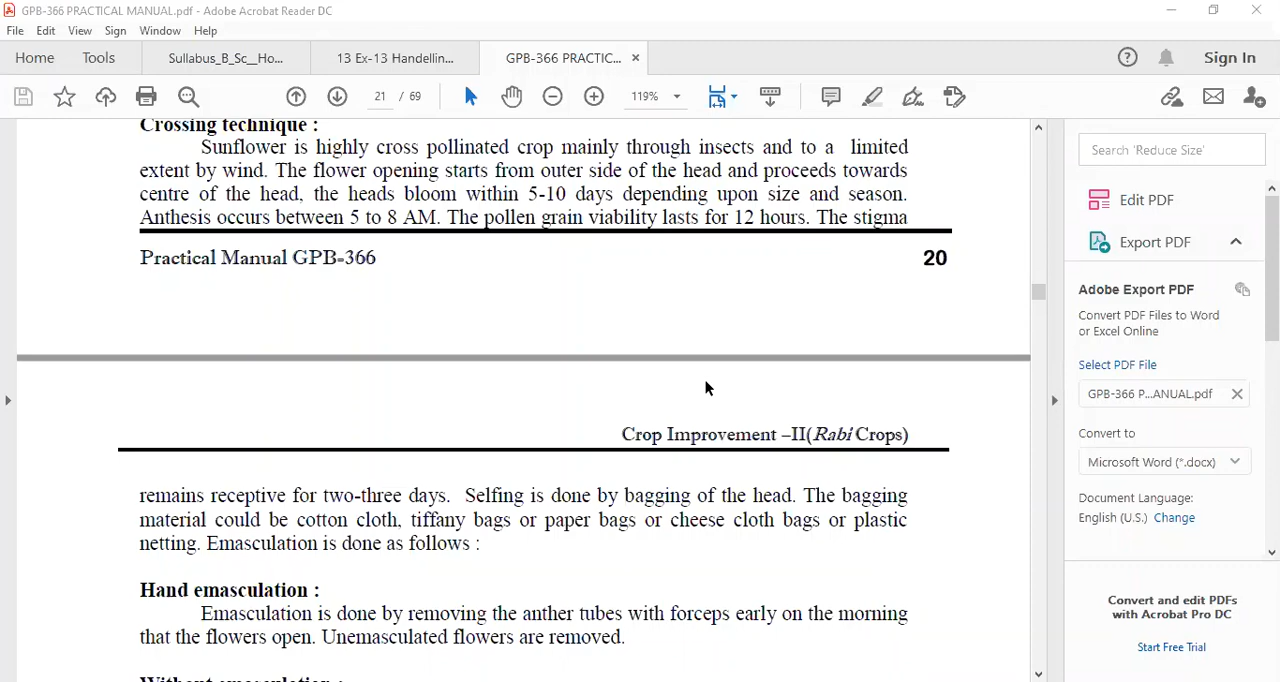 GPB-366 PRACTICAL MANUAL.pdf - Adobe Acrobat Reader DC
File Edit View Sign Window Help
Home Tools Sullabus_B_Sc__Ho... 13 Ex-13 Handelling... GPB-366 PRACTIC... Sign In
21 / 69 119%
Crossing technique :
Sunflower is highly cross pollinated crop mainly through insects and to a limited
extent by wind. The flower opening starts from outer side of the head and proceeds towards
centre of the head, the heads bloom within 5-10 days depending upon size and season.
Anthesis occurs between 5 to 8 AM. The pollen grain viability lasts for 12 hours. The stigma
Practical Manual GPB-366 20
Crop Improvement –II(Rabi Crops)
remains receptive for two-three days. Selfing is done by bagging of the head. The bagging
material could be cotton cloth, tiffany bags or paper bags or cheese cloth bags or plastic
netting. Emasculation is done as follows :
Hand emasculation :
Emasculation is done by removing the anther tubes with forceps early on the morning
that the flowers open. Unemasculated flowers are removed.
Without emasculation :
Search 'Reduce Size'
Edit PDF
Export PDF
Adobe Export PDF
Convert PDF Files to Word
or Excel Online
Select PDF File
GPB-366 P...ANUAL.pdf
Convert to
Microsoft Word (*.docx)
Document Language:
English (U.S.) Change
Convert and edit PDFs
with Acrobat Pro DC
Start Free Trial